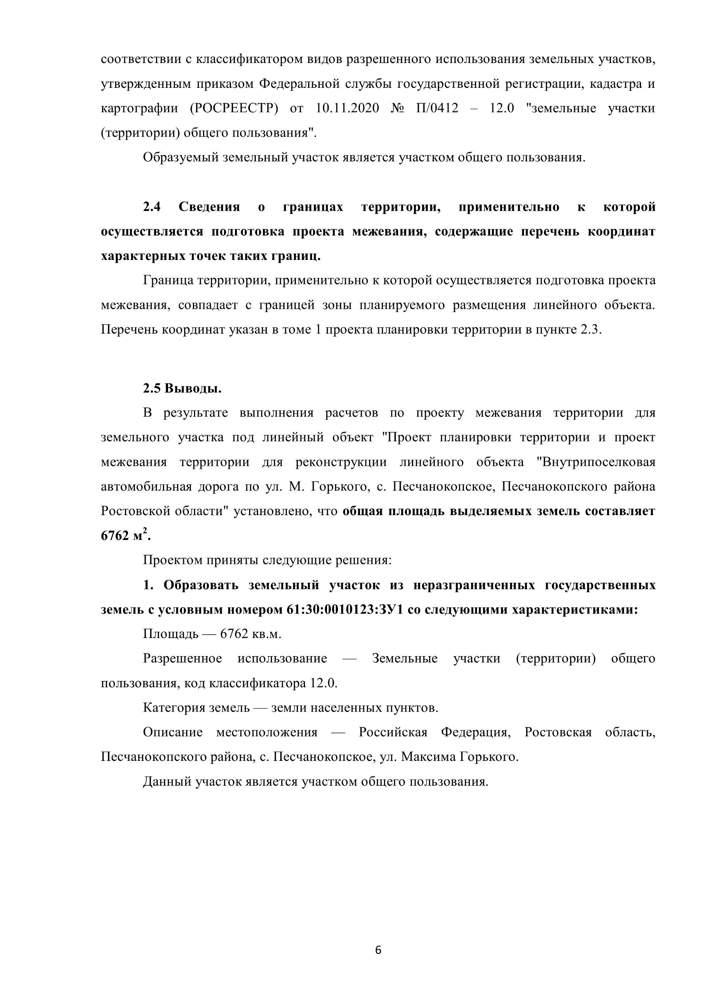 соответствии с классификатором видов разрешенного использования земельных участков,
утвержденным приказом Федеральной службы государственной регистрации, кадастра и
картографии (РОСРЕЕСТР) от 10.11.2020 № П/0412 – 12.0 "земельные участки
(территории) общего пользования".
Образуемый земельный участок является участком общего пользования.
2.4 Сведения о границах территории, применительно к которой
осуществляется подготовка проекта межевания, содержащие перечень координат
характерных точек таких границ.
Граница территории, применительно к которой осуществляется подготовка проекта
межевания, совпадает с границей зоны планируемого размещения линейного объекта.
Перечень координат указан в томе 1 проекта планировки территории в пункте 2.3.
2.5 Выводы.
В результате выполнения расчетов по проекту межевания территории для
земельного участка под линейный объект "Проект планировки территории и проект
межевания территории для реконструкции линейного объекта "Внутрипоселковая
автомобильная дорога по ул. М. Горького, с. Песчанокопское, Песчанокопского района
Ростовской области" установлено, что общая площадь выделяемых земель составляет
6762 м².
Проектом приняты следующие решения:
1. Образовать земельный участок из неразграниченных государственных
земель с условным номером 61:30:0010123:ЗУ1 со следующими характеристиками:
Площадь — 6762 кв.м.
Разрешенное использование — Земельные участки (территории) общего
пользования, код классификатора 12.0.
Категория земель — земли населенных пунктов.
Описание местоположения — Российская Федерация, Ростовская область,
Песчанокопского района, с. Песчанокопское, ул. Максима Горького.
Данный участок является участком общего пользования.
6